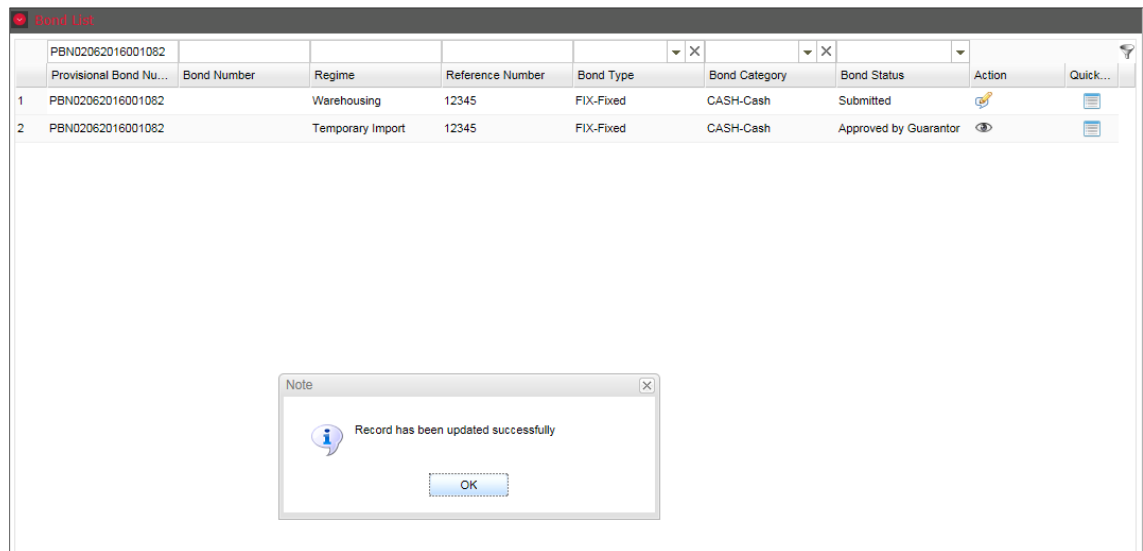 Bond List
PBN02062016001082
Provisional Bond Nu... Bond Number Regime Reference Number Bond Type Bond Category Bond Status Action Quick...
1 PBN02062016001082 Warehousing 12345 FIX-Fixed CASH-Cash Submitted
2 PBN02062016001082 Temporary Import 12345 FIX-Fixed CASH-Cash Approved by Guarantor
Note
Record has been updated successfully
OK